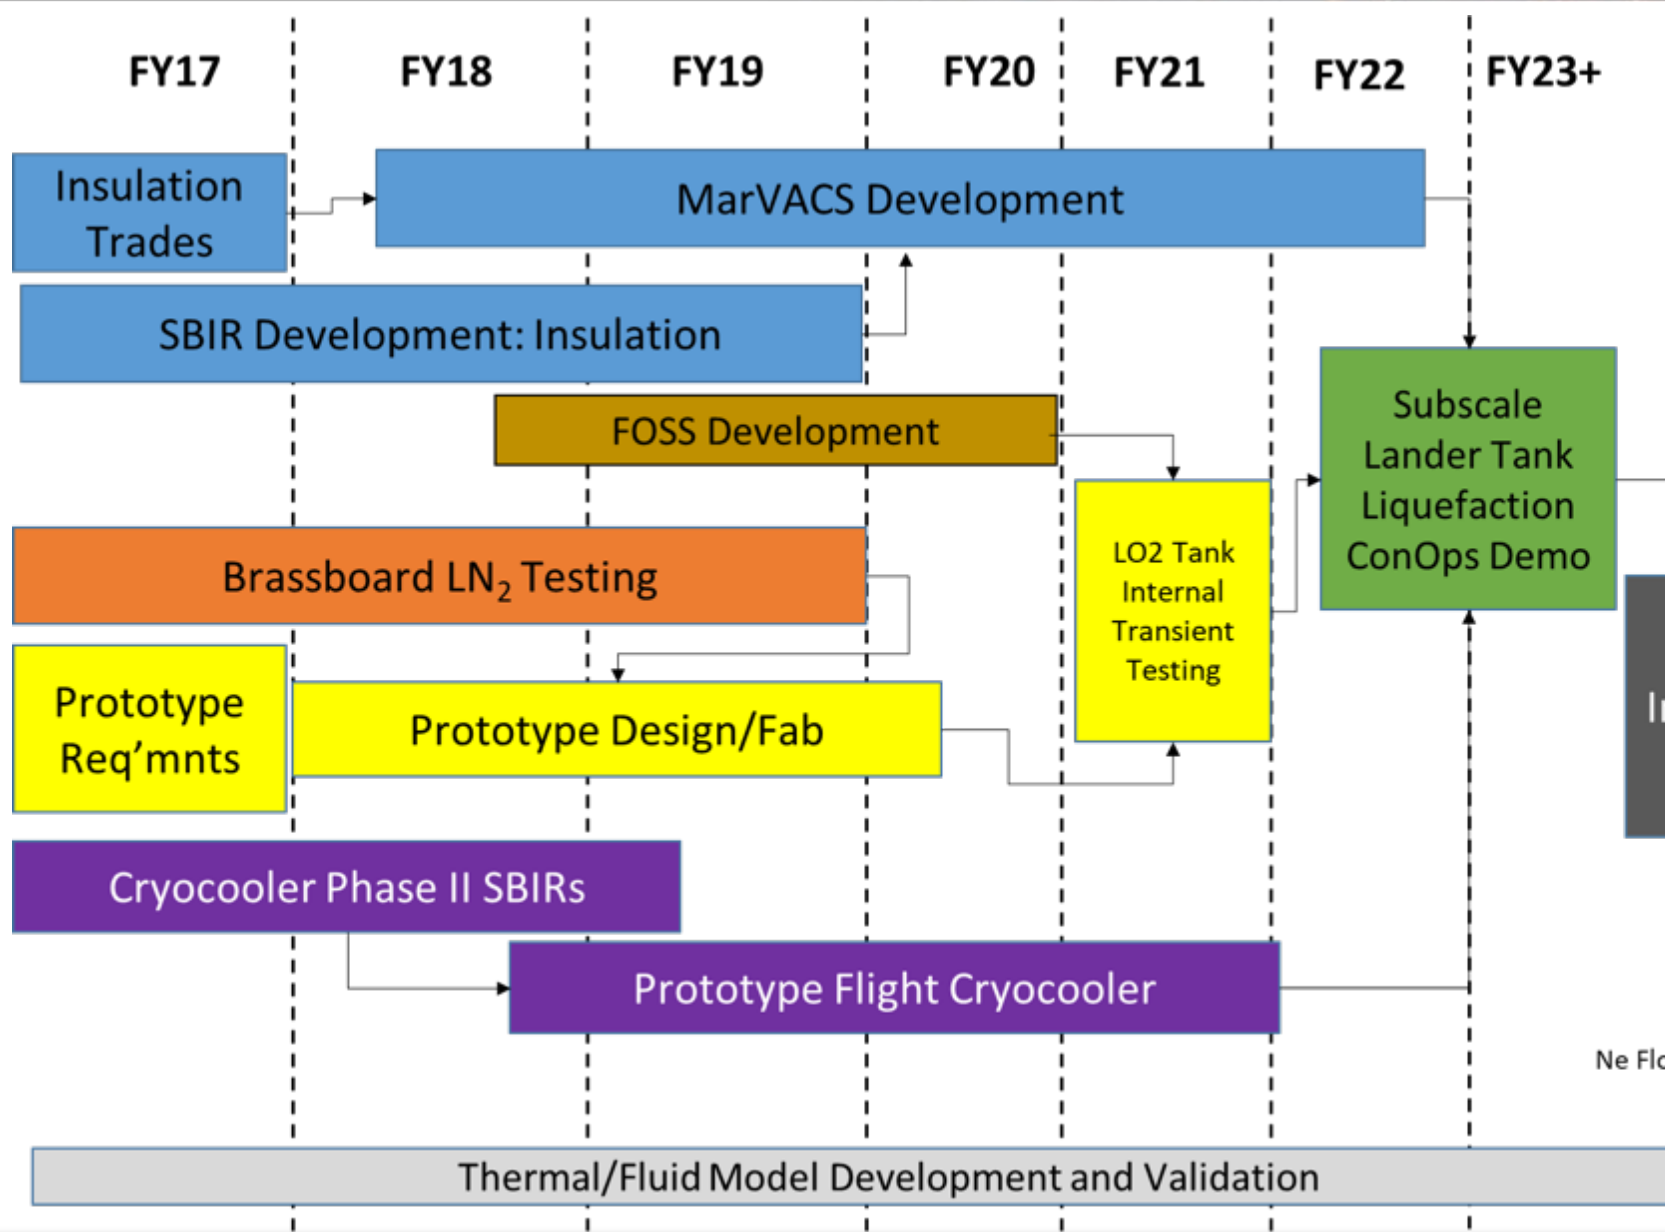 FY17 FY18 FY19 FY20 FY21 FY22 FY23+
Insulation
Trades
MarVACS Development
SBIR Development: Insulation
FOSS Development
Subscale
Lander Tank
Liquefaction
ConOps Demo
LO2 Tank
Internal
Transient
Testing
Brassboard LN₂ Testing
Prototype
Req’mnts
Prototype Design/Fab
Cryocooler Phase II SBIRs
Prototype Flight Cryocooler
Ne
Thermal/Fluid Model Development and Validation